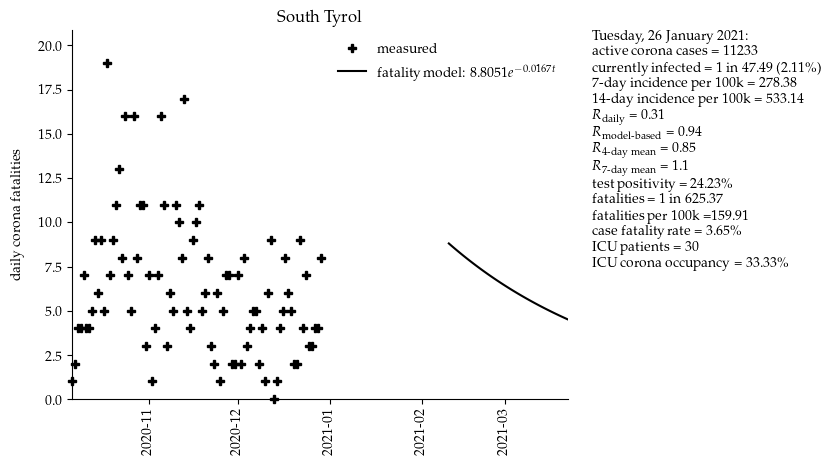 South Tyrol
20.0
17.5
15.0
12.5
10.0
7.5
5.0
2.5
0.0
daily corona fatalities
measured
fatality model: 8.8051e^{−0.0167t}
2020-11
2020-12
2021-01
2021-02
2021-03
Tuesday, 26 January 2021:
active corona cases = 11233
currently infected = 1 in 47.49 (2.11%)
7-day incidence per 100k = 278.38
14-day incidence per 100k = 533.14
R_daily = 0.31
R_model-based = 0.94
R_4-day mean = 0.85
R_7-day mean = 1.1
test positivity = 24.23%
fatalities = 1 in 625.37
fatalities per 100k =159.91
case fatality rate = 3.65%
ICU patients = 30
ICU corona occupancy = 33.33%